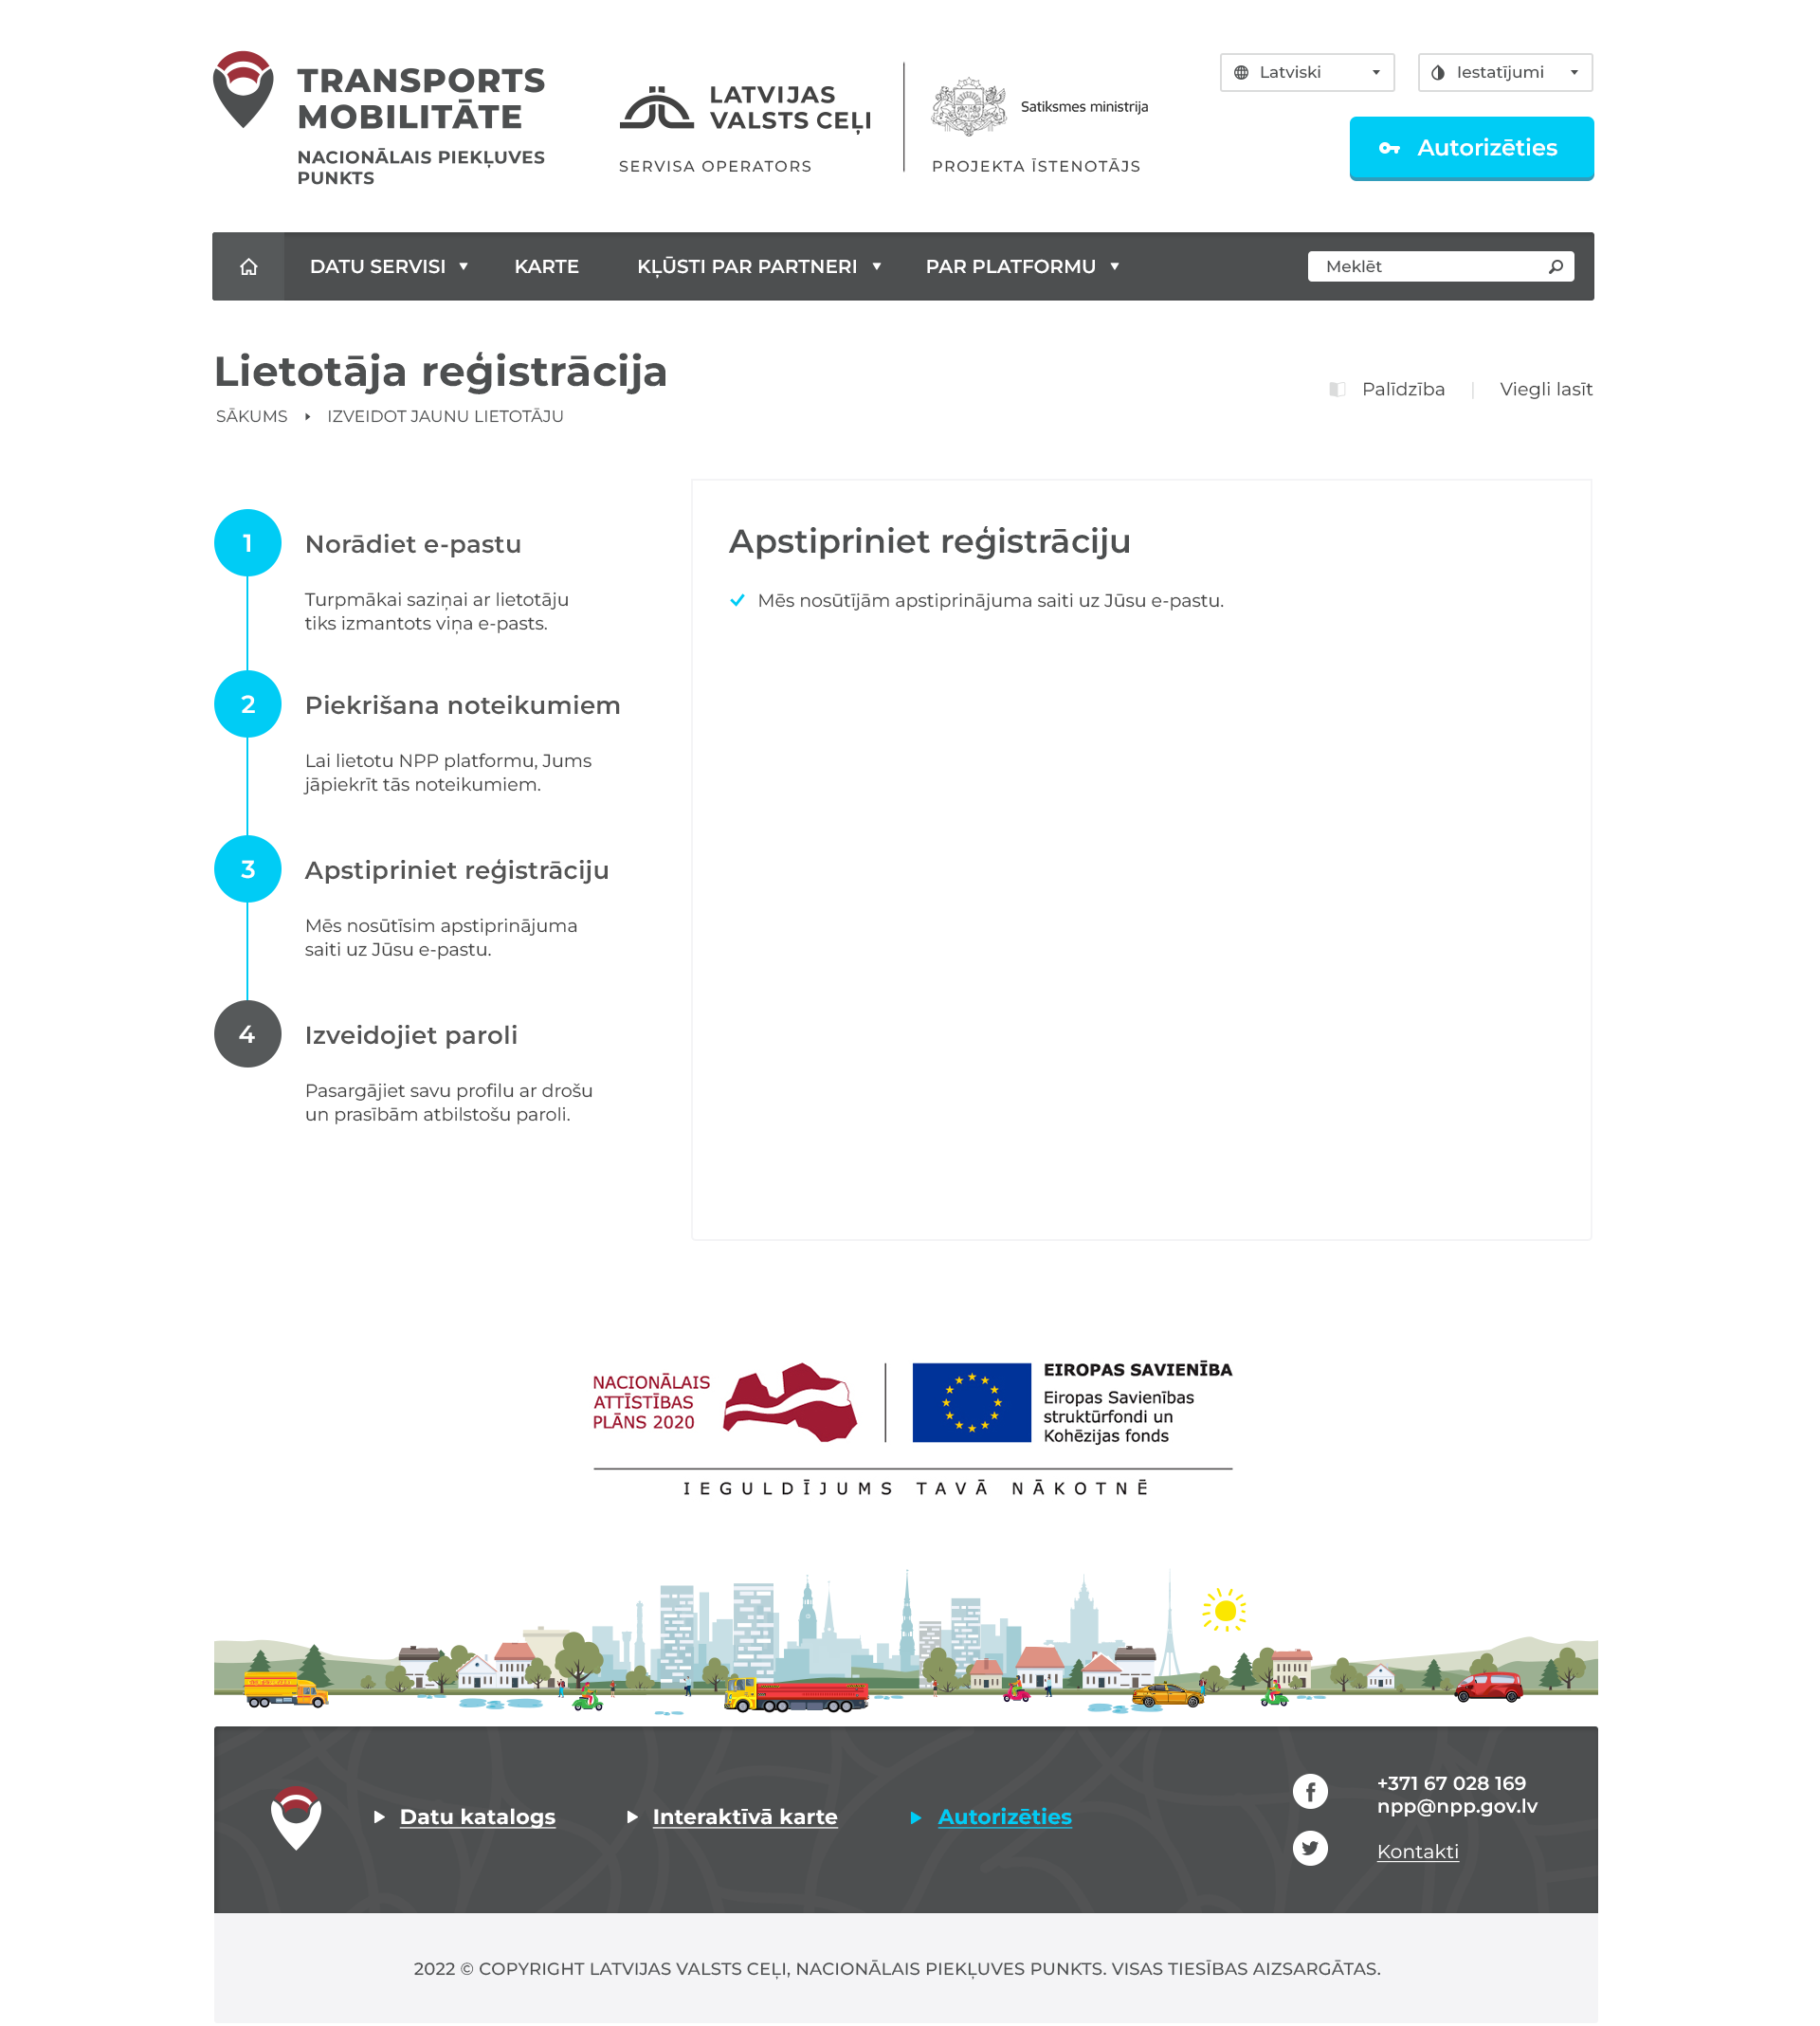 TRANSPORTS
MOBILITĀTE
NACIONĀLAIS PIEKĻUVES
PUNKTS
LATVIJAS
VALSTS CEĻI
SERVISA OPERATORS
Satiksmes ministrija
PROJEKTA ĪSTENOTĀJS
Latviski
Iestatījumi
Autorizēties
DATU SERVISI
KARTE
KĻŪSTI PAR PARTNERI
PAR PLATFORMU
Meklēt
Lietotāja reģistrācija
SĀKUMS
IZVEIDOT JAUNU LIETOTĀJU
Palīdzība
Viegli lasīt
1
Norādiet e-pastu
Turpmākai saziņai ar lietotāju
tiks izmantots viņa e-pasts.
2
Piekrišana noteikumiem
Lai lietotu NPP platformu, Jums
jāpiekrīt tās noteikumiem.
3
Apstipriniet reģistrāciju
Mēs nosūtīsim apstiprinājuma
saiti uz Jūsu e-pastu.
4
Izveidojiet paroli
Pasargājiet savu profilu ar drošu
un prasībām atbilstošu paroli.
Apstipriniet reģistrāciju
Mēs nosūtījām apstiprinājuma saiti uz Jūsu e-pastu.
NACIONĀLAIS
ATTĪSTĪBAS
PLĀNS 2020
EIROPAS SAVIENĪBA
Eiropas Savienības
struktūrfondi un
Kohēzijas fonds
IEGULDĪJUMS TAVĀ NĀKOTNĒ
Datu katalogs
Interaktīvā karte
Autorizēties
+371 67 028 169
npp@npp.gov.lv
Kontakti
2022 © COPYRIGHT LATVIJAS VALSTS CEĻI, NACIONĀLAIS PIEKĻUVES PUNKTS. VISAS TIESĪBAS AIZSARGĀTAS.